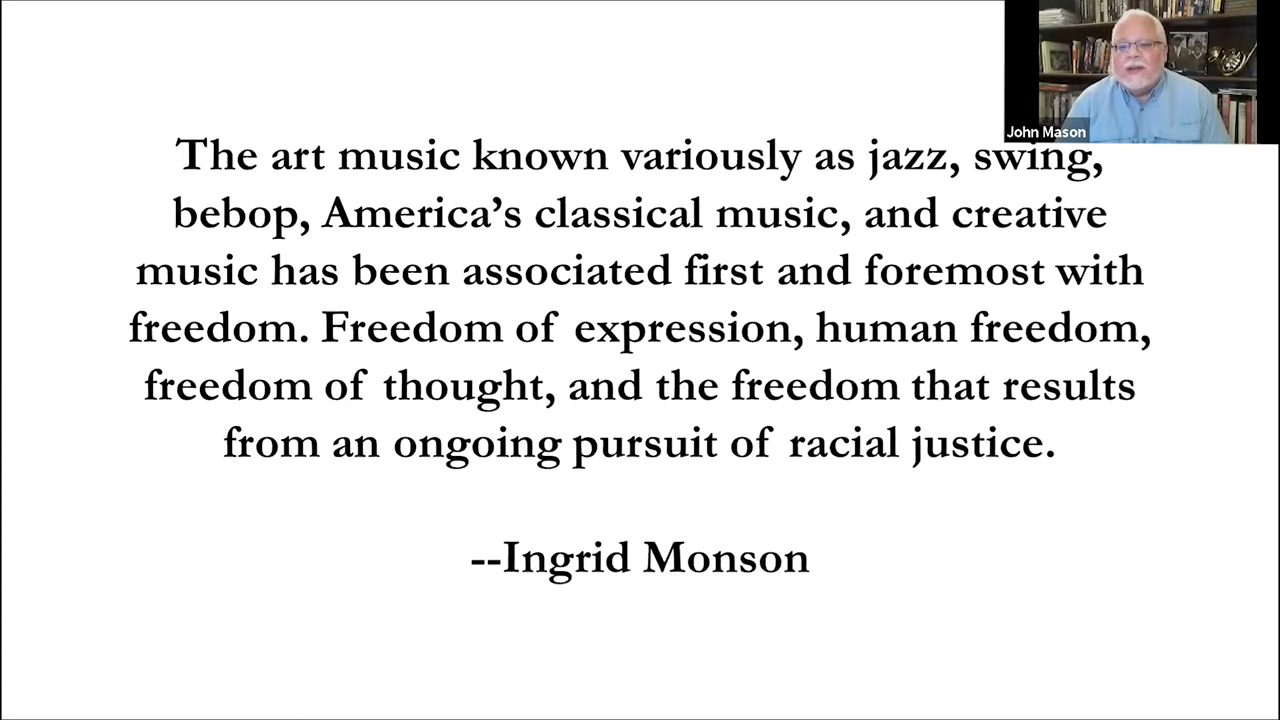 John Mason
The art music known variously as jazz, swing,
bebop, America’s classical music, and creative
music has been associated first and foremost with
freedom. Freedom of expression, human freedom,
freedom of thought, and the freedom that results
from an ongoing pursuit of racial justice.
--Ingrid Monson